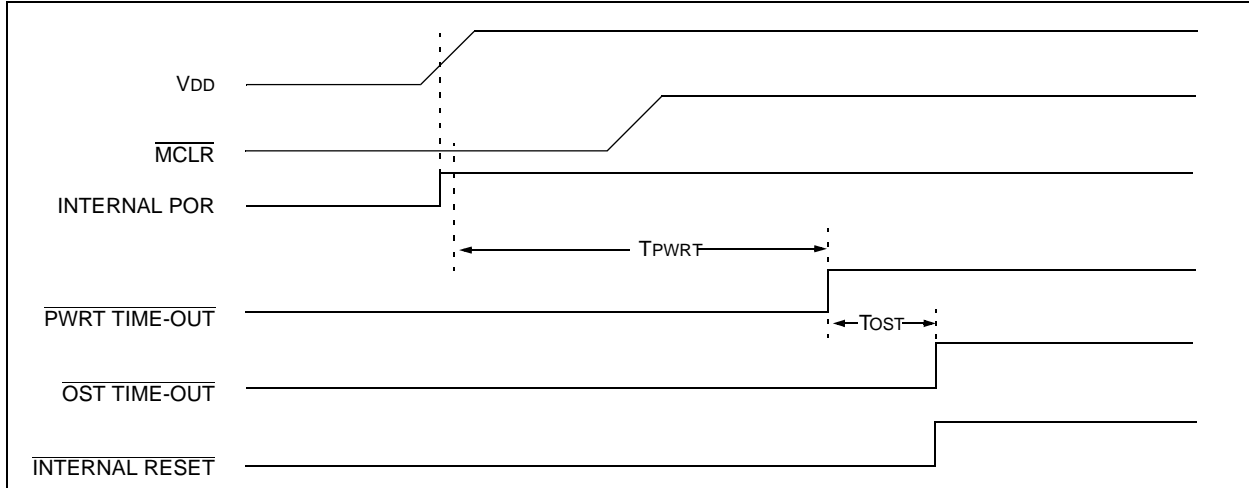 VDD
MCLR
INTERNAL POR
TPWRT
PWRT TIME-OUT
TOST
OST TIME-OUT
INTERNAL RESET